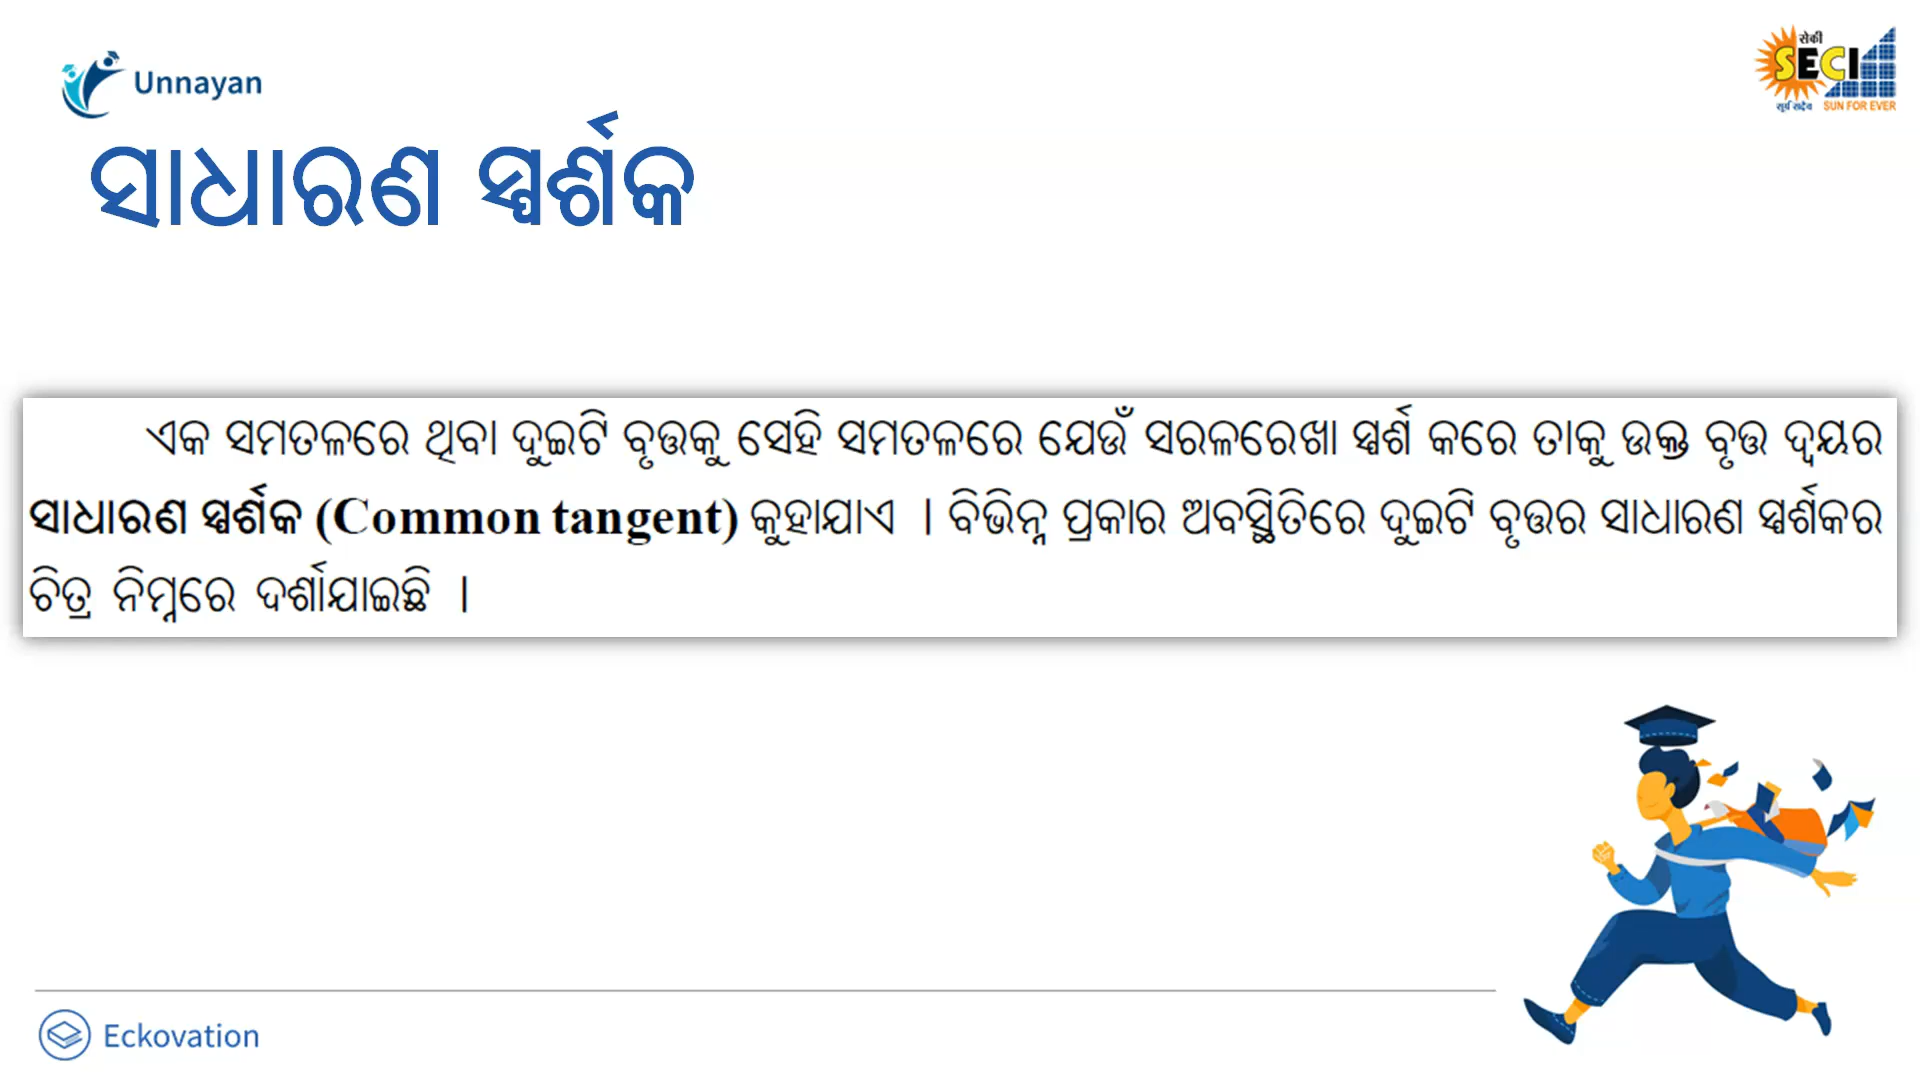 Unnayan
सेकी
SECI
सूर्य सदैव SUN FOR EVER
ସାଧାରଣ ସ୍ପର୍ଶକ
ଏକ ସମତଳରେ ଥିବା ଦୁଇଟି ବୃତ୍ତକୁ ସେହି ସମତଳରେ ଯେଉଁ ସରଳରେଖା ସ୍ପର୍ଶ କରେ ତାକୁ ଉକ୍ତ ବୃତ୍ତ ଦ୍ୱୟର
ସାଧାରଣ ସ୍ପର୍ଶକ (Common tangent) କୁହାଯାଏ । ବିଭିନ୍ନ ପ୍ରକାର ଅବସ୍ଥିତିରେ ଦୁଇଟି ବୃତ୍ତର ସାଧାରଣ ସ୍ପର୍ଶକର
ଚିତ୍ର ନିମ୍ନରେ ଦର୍ଶାଯାଇଛି ।
Eckovation